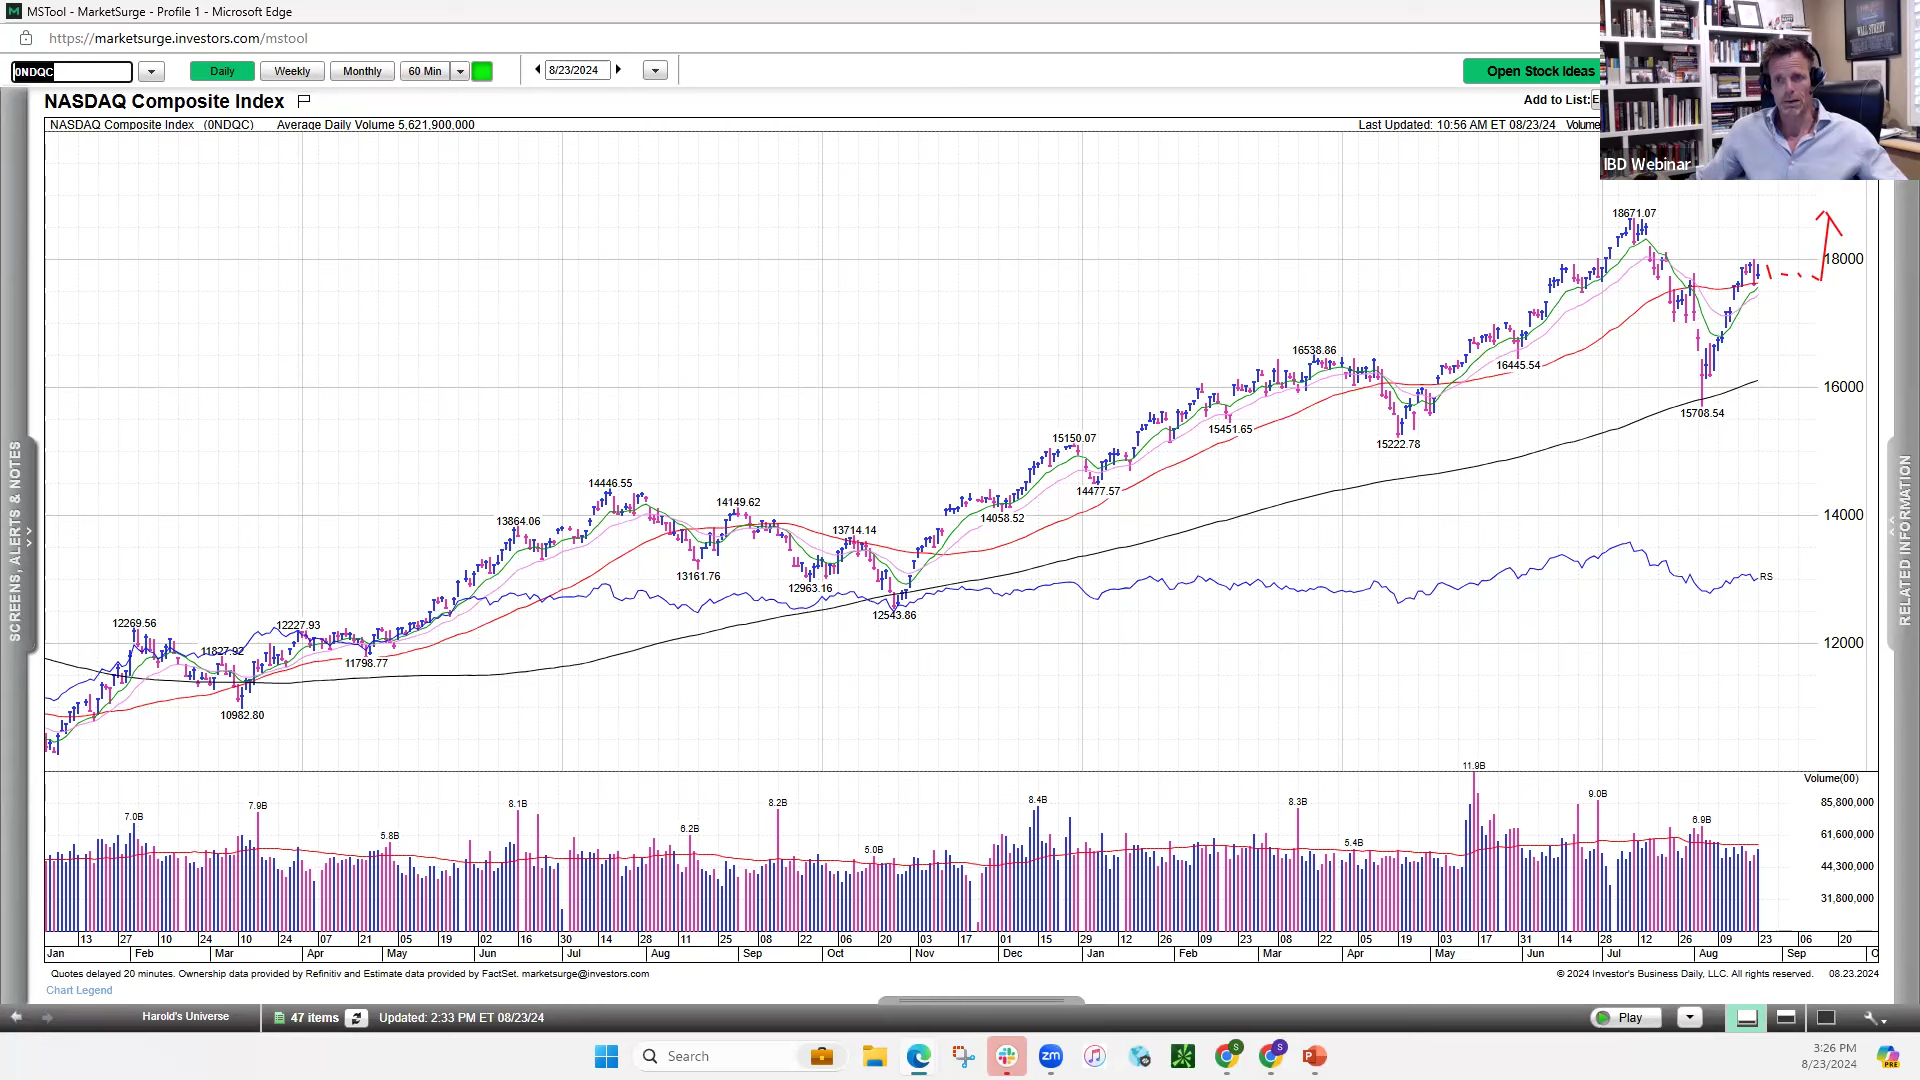 MSTool - MarketSurge - Profile 1 - Microsoft Edge
https://marketsurge.investors.com/mstool
0NDQC Daily Weekly Monthly 60 Min 8/23/2024 Open Stock Ideas
NASDAQ Composite Index Add to List: E
NASDAQ Composite Index (0NDQC) Average Daily Volume 5,621,900,000 Last Updated: 10:56 AM ET 08/23/24 Volume
WALL STREET
IBD Webinar
18671.07
18000
16538.86
16445.54
16000
15708.54
15451.65
15150.07
15222.78
14477.57
14446.55
14149.62
14058.52
14000
13864.06
13714.14
13161.76
12963.16
RS
12543.86
12269.56
12227.93
11827.92
12000
11798.77
10982.80
SCREENS, ALERTS & NOTES
RELATED INFORMATION
11.9B
Volume(00)
7.0B 7.9B 5.8B 8.1B 6.2B 8.2B 5.0B 8.4B 8.3B 5.4B 9.0B 6.9B
85,800,000
61,600,000
44,300,000
31,800,000
13 27 10 24 10 24 07 21 05 19 02 16 30 14 28 11 25 08 22 06 20 03 17 01 15 29 12 26 09 23 08 22 05 19 03 17 31 14 28 12 26 09 23 06 20
Jan Feb Mar Apr May Jun Jul Aug Sep Oct Nov Dec Jan Feb Mar Apr May Jun Jul Aug Sep
Quotes delayed 20 minutes. Ownership data provided by Refinitiv and Estimate data provided by FactSet. marketsurge@investors.com © 2024 Investor's Business Daily, LLC. All rights reserved. 08.23.2024
Chart Legend
Harold's Universe 47 items Updated: 2:33 PM ET 08/23/24 Play
Search
3:26 PM
8/23/2024